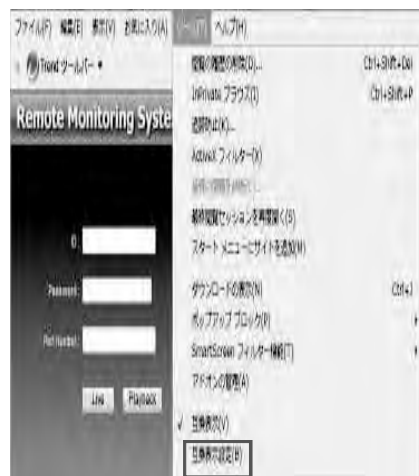 ファイル(F) 編集(E) 表示(V) お気に入り(A) ヘルプ(H)
Trend ツールバー
Remote Monitoring Syste
ID
Password
Port Number
Live Playback
閲覧の履歴の削除(D)... Ctrl+Shift+Del
InPrivate ブラウズ(I) Ctrl+Shift+P
追跡防止(K)...
ActiveX フィルター(X)
最終閲覧セッションを再度開く(S)
スタート メニューにサイトを追加(M)
ダウンロードの表示(N) Ctrl+J
ポップアップ ブロック(P)
SmartScreen フィルター機能(T)
アドオンの管理(A)
互換表示(V)
互換表示設定(B)